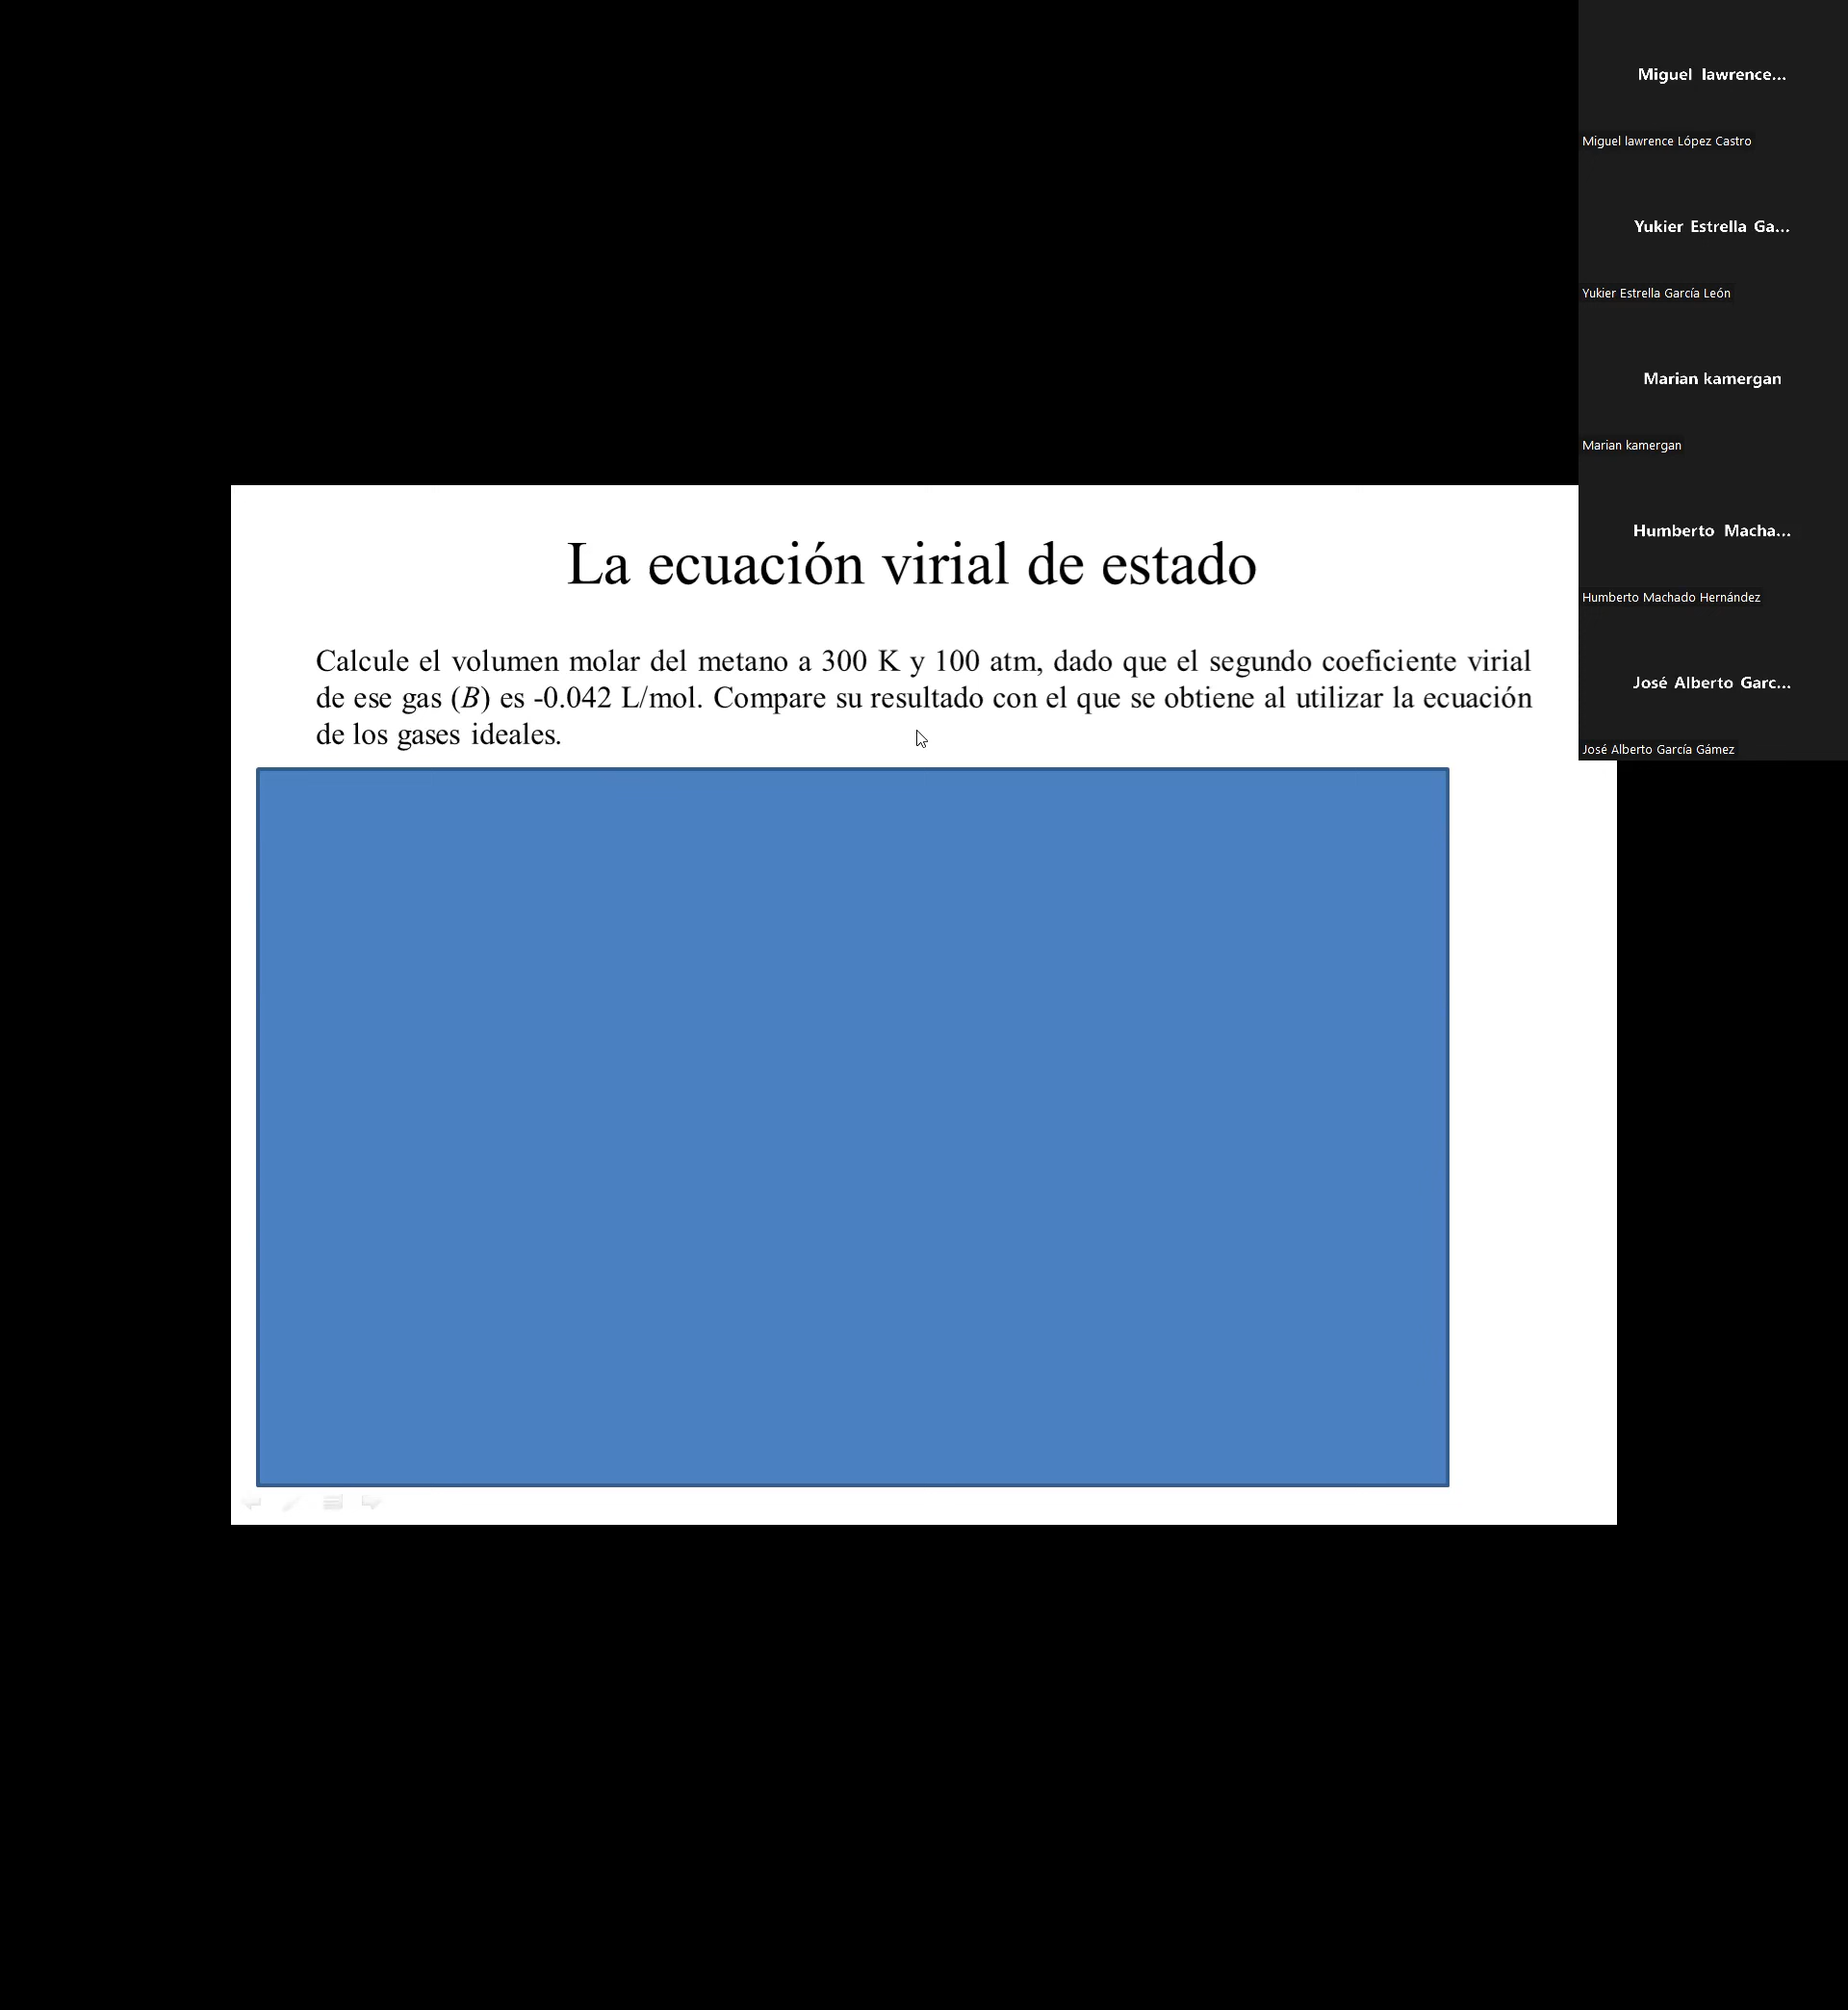 Miguel lawrence...
Miguel lawrence López Castro
Yukier Estrella Ga...
Yukier Estrella García León
Marian kamergan
Marian kamergan
Humberto Macha...
Humberto Machado Hernández
José Alberto Garc...
José Alberto García Gámez
La ecuación virial de estado
Calcule el volumen molar del metano a 300 K y 100 atm, dado que el segundo coeficiente virial
de ese gas (B) es -0.042 L/mol. Compare su resultado con el que se obtiene al utilizar la ecuación
de los gases ideales.